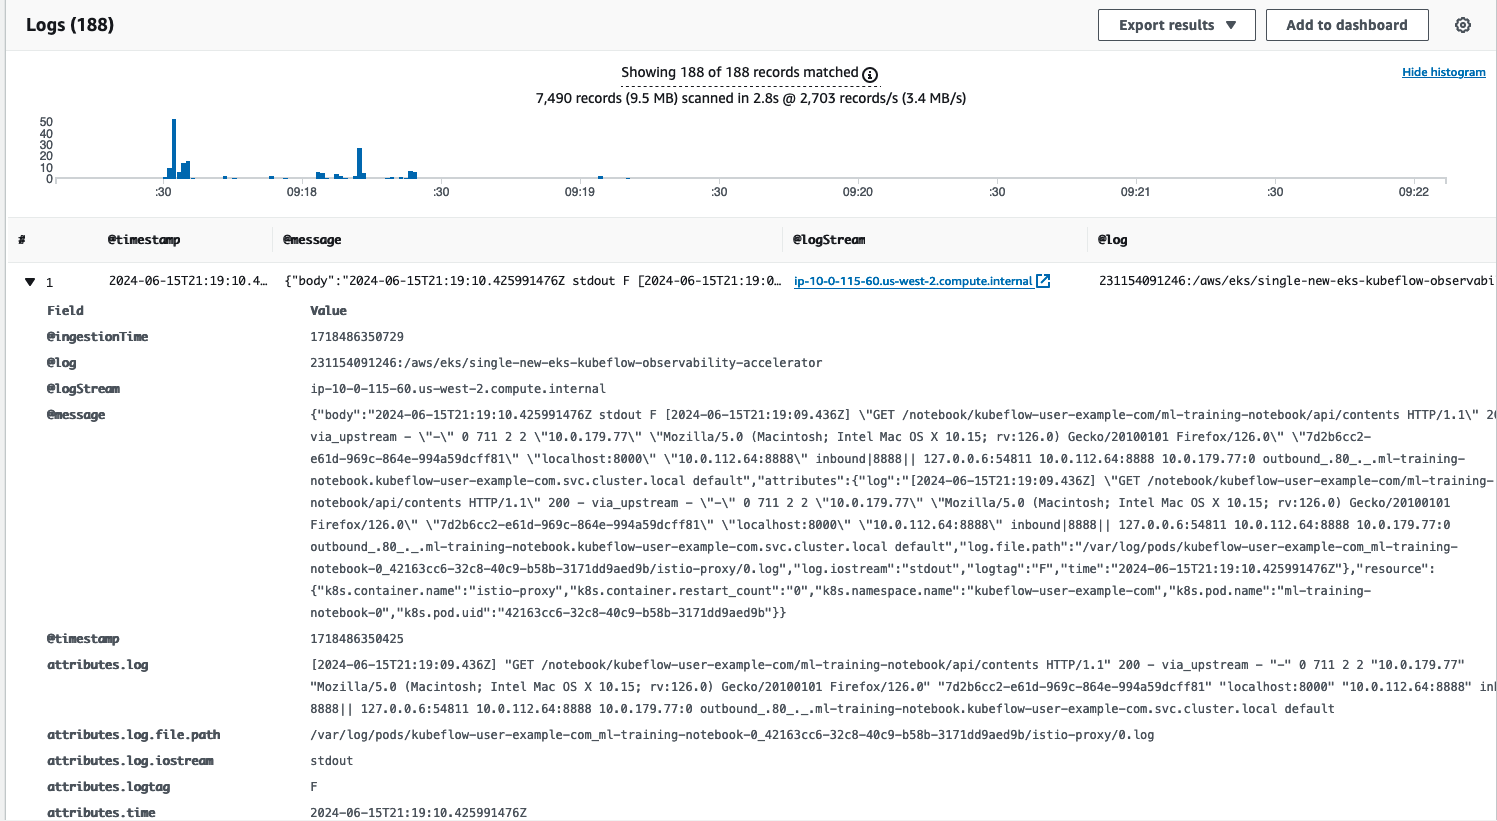 Logs (188)
Export results ▼
Add to dashboard
Showing 188 of 188 records matched
Hide histogram
7,490 records (9.5 MB) scanned in 2.8s @ 2,703 records/s (3.4 MB/s)
50
40
30
20
10
0
:30 09:18 :30 09:19 :30 09:20 :30 09:21 :30 09:22
# @timestamp @message @logStream @log
▼ 1 2024-06-15T21:19:10.4… {"body":"2024-06-15T21:19:10.425991476Z stdout F [2024-06-15T21:19:0… ip-10-0-115-60.us-west-2.compute.internal 231154091246:/aws/eks/single-new-eks-kubeflow-observabi
Field Value
@ingestionTime 1718486350729
@log 231154091246:/aws/eks/single-new-eks-kubeflow-observability-accelerator
@logStream ip-10-0-115-60.us-west-2.compute.internal
@message {"body":"2024-06-15T21:19:10.425991476Z stdout F [2024-06-15T21:19:09.436Z] \"GET /notebook/kubeflow-user-example-com/ml-training-notebook/api/contents HTTP/1.1\" 20
via_upstream - \"-\" 0 711 2 2 \"10.0.179.77\" \"Mozilla/5.0 (Macintosh; Intel Mac OS X 10.15; rv:126.0) Gecko/20100101 Firefox/126.0\" \"7d2b6cc2-
e61d-969c-864e-994a59dcff81\" \"localhost:8000\" \"10.0.112.64:8888\" inbound|8888|| 127.0.0.6:54811 10.0.112.64:8888 10.0.179.77:0 outbound_.80_._.ml-training-
notebook.kubeflow-user-example-com.svc.cluster.local default","attributes":{"log":"[2024-06-15T21:19:09.436Z] \"GET /notebook/kubeflow-user-example-com/ml-training-
notebook/api/contents HTTP/1.1\" 200 - via_upstream - \"-\" 0 711 2 2 \"10.0.179.77\" \"Mozilla/5.0 (Macintosh; Intel Mac OS X 10.15; rv:126.0) Gecko/20100101
Firefox/126.0\" \"7d2b6cc2-e61d-969c-864e-994a59dcff81\" \"localhost:8000\" \"10.0.112.64:8888\" inbound|8888|| 127.0.0.6:54811 10.0.112.64:8888 10.0.179.77:0
outbound_.80_._.ml-training-notebook.kubeflow-user-example-com.svc.cluster.local default","log.file.path":"/var/log/pods/kubeflow-user-example-com_ml-training-
notebook-0_42163cc6-32c8-40c9-b58b-3171dd9aed9b/istio-proxy/0.log","log.iostream":"stdout","logtag":"F","time":"2024-06-15T21:19:10.425991476Z"},"resource":
{"k8s.container.name":"istio-proxy","k8s.container.restart_count":"0","k8s.namespace.name":"kubeflow-user-example-com","k8s.pod.name":"ml-training-
notebook-0","k8s.pod.uid":"42163cc6-32c8-40c9-b58b-3171dd9aed9b"}}
@timestamp 1718486350425
attributes.log [2024-06-15T21:19:09.436Z] "GET /notebook/kubeflow-user-example-com/ml-training-notebook/api/contents HTTP/1.1" 200 - via_upstream - "-" 0 711 2 2 "10.0.179.77"
"Mozilla/5.0 (Macintosh; Intel Mac OS X 10.15; rv:126.0) Gecko/20100101 Firefox/126.0" "7d2b6cc2-e61d-969c-864e-994a59dcff81" "localhost:8000" "10.0.112.64:8888" in
8888|| 127.0.0.6:54811 10.0.112.64:8888 10.0.179.77:0 outbound_.80_._.ml-training-notebook.kubeflow-user-example-com.svc.cluster.local default
attributes.log.file.path /var/log/pods/kubeflow-user-example-com_ml-training-notebook-0_42163cc6-32c8-40c9-b58b-3171dd9aed9b/istio-proxy/0.log
attributes.log.iostream stdout
attributes.logtag F
attributes.time 2024-06-15T21:19:10.425991476Z